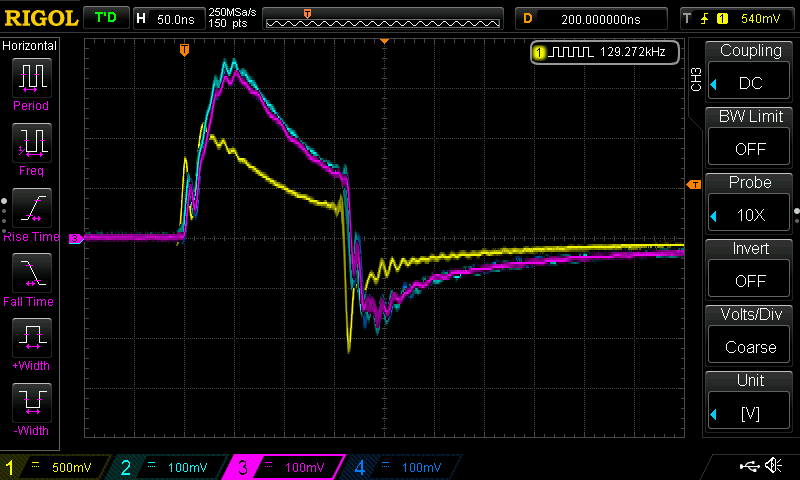 RIGOL T'D H 50.0ns 250MSa/s 150 pts T D 200.000000ns T 1 540mV
Horizontal
Period
Freq
Rise Time
Fall Time
+Width
-Width
T
1 129.272kHz
3
T
CH3
Coupling
DC
BW Limit
OFF
Probe
10X
Invert
OFF
Volts/Div
Coarse
Unit
[V]
1 500mV 2 100mV 3 100mV 4 100mV